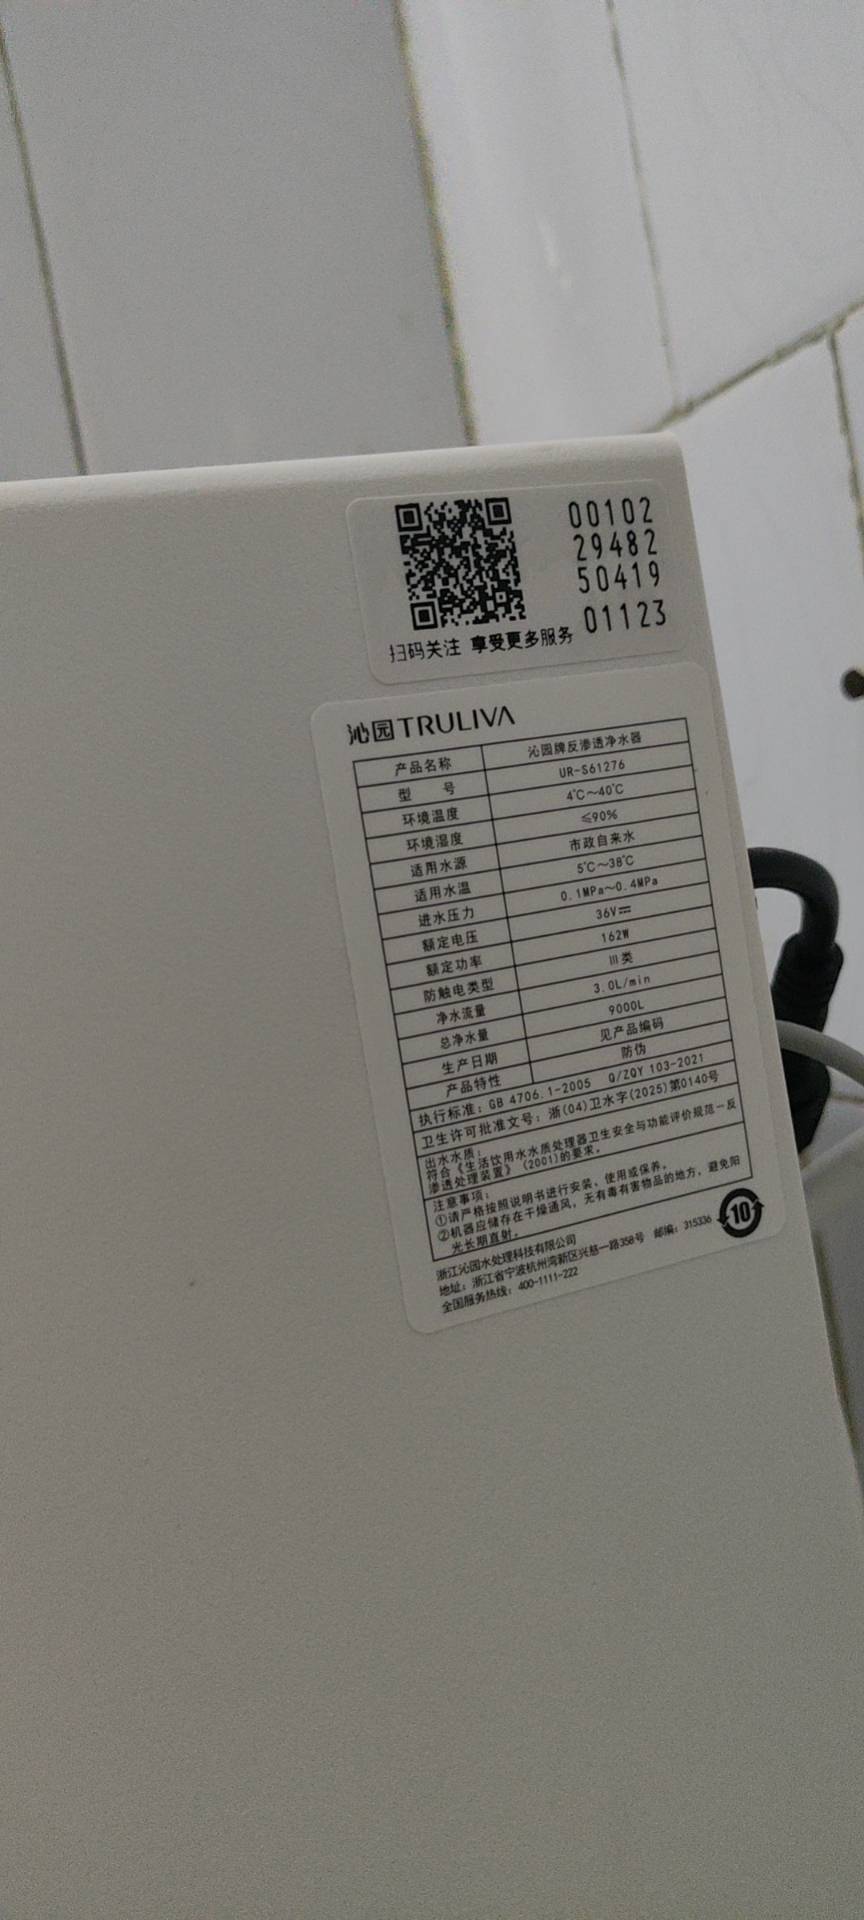 00102
29482
50419
01123
扫码关注 享受更多服务
沁园TRULIVA
产品名称 沁园牌反渗透净水器
型 号 UR-S61276
环境温度 4℃~40℃
环境湿度 ≤90%
适用水源 市政自来水
适用水温 5℃~38℃
进水压力 0.1MPa~0.4MPa
额定电压 36V⎓
额定功率 162W
防触电类型 III类
净水流量 3.0L/min
总净水量 9000L
生产日期 见产品编码
产品特性 防伪
执行标准: GB 4706.1-2005 Q/ZQY 103-2021
卫生许可批准文号: 浙(04)卫水字(2025)第0140号
出水水质:
符合《生活饮用水水质处理器卫生安全与功能评价规范一反
渗透处理装置》(2001)的要求。
注意事项:
①请严格按照说明书进行安装、使用或保养。
②机器应储存在干燥通风,无有毒有害物品的地方,避免阳
光长期直射。
浙江沁园水处理科技有限公司
地址: 浙江省宁波杭州湾新区兴慈一路358号 邮编: 315336
全国服务热线: 400-1111-222
10